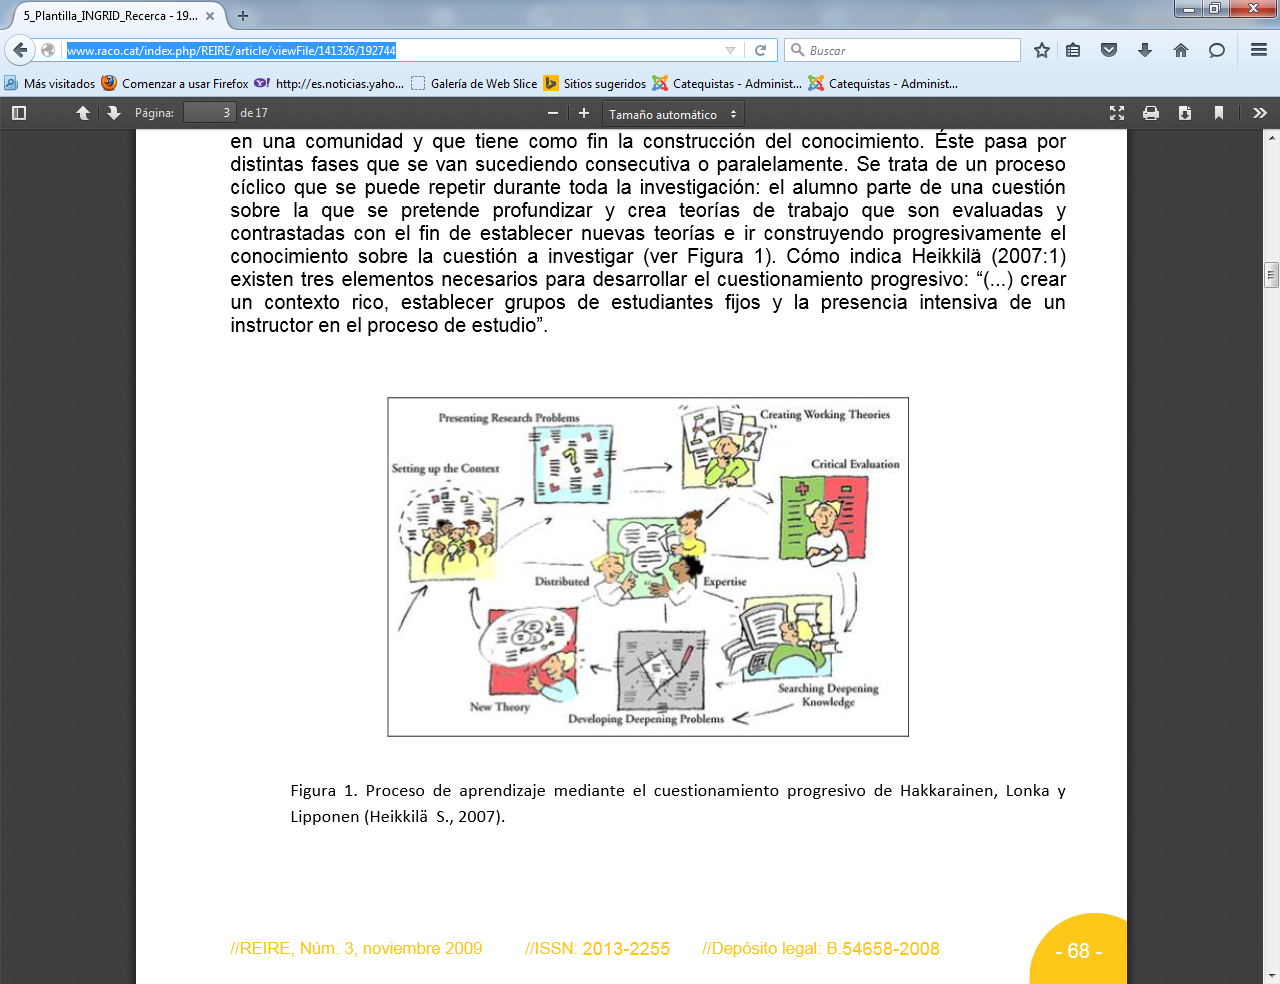 5_Plantilla_INGRID_Recerca - 19...
www.raco.cat/index.php/REIRE/article/viewFile/141326/192744
Buscar
Más visitados Comenzar a usar Firefox http://es.noticias.yaho... Galería de Web Slice Sitios sugeridos Catequistas - Administ... Catequistas - Administ...
Página: 3 de 17 Tamaño automático
en una comunidad y que tiene como fin la construcción del conocimiento. Éste pasa por
distintas fases que se van sucediendo consecutiva o paralelamente. Se trata de un proceso
cíclico que se puede repetir durante toda la investigación: el alumno parte de una cuestión
sobre la que se pretende profundizar y crea teorías de trabajo que son evaluadas y
contrastadas con el fin de establecer nuevas teorías e ir construyendo progresivamente el
conocimiento sobre la cuestión a investigar (ver Figura 1). Cómo indica Heikkilä (2007:1)
existen tres elementos necesarios para desarrollar el cuestionamiento progresivo: “(...) crear
un contexto rico, establecer grupos de estudiantes fijos y la presencia intensiva de un
instructor en el proceso de estudio”.
Presenting Research Problems
Creating Working Theories
Setting up the Context
Critical Evaluation
Distributed Expertise
Searching Deepening
Knowledge
New Theory
Developing Deepening Problems
Figura 1. Proceso de aprendizaje mediante el cuestionamiento progresivo de Hakkarainen, Lonka y
Lipponen (Heikkilä S., 2007).
//REIRE, Núm. 3, noviembre 2009 //ISSN: 2013-2255 //Depósito legal: B.54658-2008
- 68 -